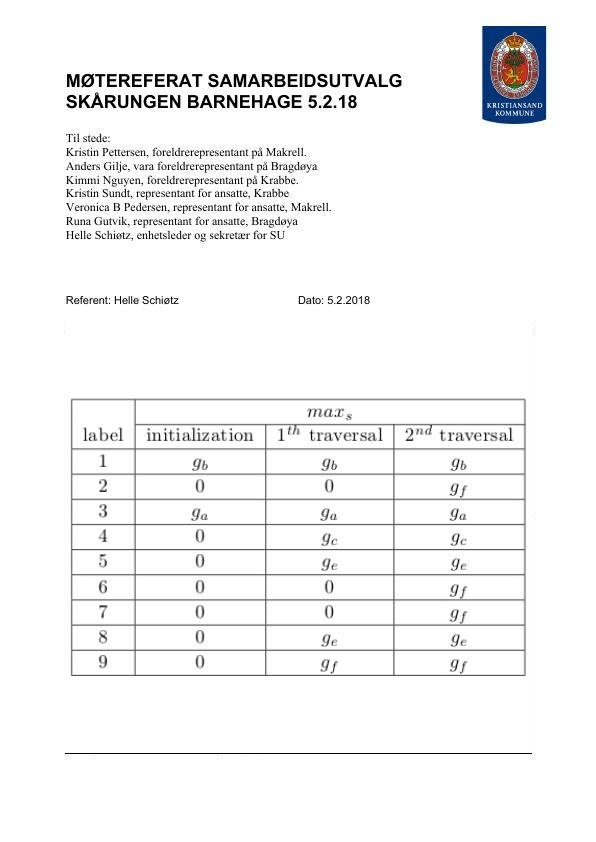 MØTEREFERAT SAMARBEIDSUTVALG
SKÅRUNGEN BARNEHAGE 5.2.18
KRISTIANSAND
KOMMUNE
Til stede:
Kristin Pettersen, foreldrerepresentant på Makrell.
Anders Gilje, vara foreldrerepresentant på Bragdøya
Kimmi Nguyen, foreldrerepresentant på Krabbe.
Kristin Sundt, representant for ansatte, Krabbe
Veronica B Pedersen, representant for ansatte, Makrell.
Runa Gutvik, representant for ansatte, Bragdøya
Helle Schiøtz, enhetsleder og sekretær for SU
Referent: Helle Schiøtz Dato: 5.2.2018
max_s
label initialization 1^th traversal 2^nd traversal
1 g_b g_b g_b
2 0 0 g_f
3 g_a g_a g_a
4 0 g_c g_c
5 0 g_e g_e
6 0 0 g_f
7 0 0 g_f
8 0 g_e g_e
9 0 g_f g_f